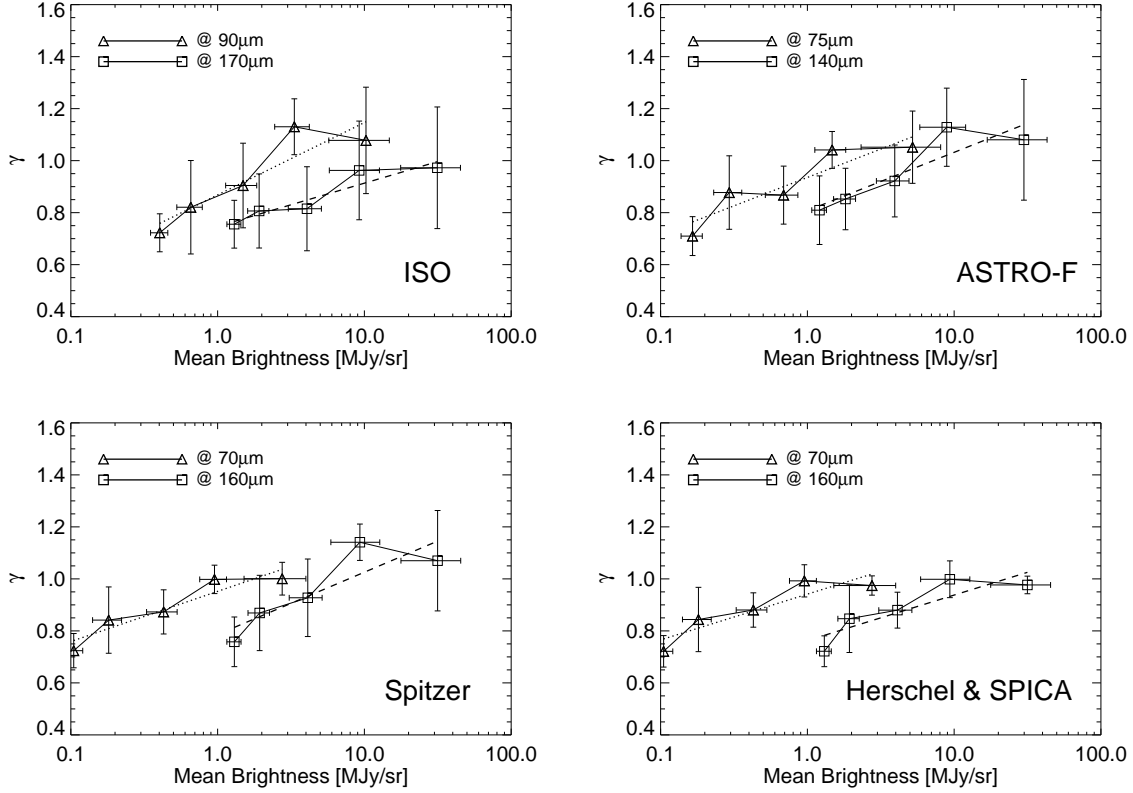 1.6
1.4
1.2
1.0
0.8
0.6
0.4
γ
@ 90μm
@ 170μm
ISO
0.1 1.0 10.0 100.0
Mean Brightness [MJy/sr]
1.6
1.4
1.2
1.0
0.8
0.6
0.4
γ
@ 75μm
@ 140μm
ASTRO-F
0.1 1.0 10.0 100.0
Mean Brightness [MJy/sr]
1.6
1.4
1.2
1.0
0.8
0.6
0.4
γ
@ 70μm
@ 160μm
Spitzer
0.1 1.0 10.0 100.0
Mean Brightness [MJy/sr]
1.6
1.4
1.2
1.0
0.8
0.6
0.4
γ
@ 70μm
@ 160μm
Herschel & SPICA
0.1 1.0 10.0 100.0
Mean Brightness [MJy/sr]